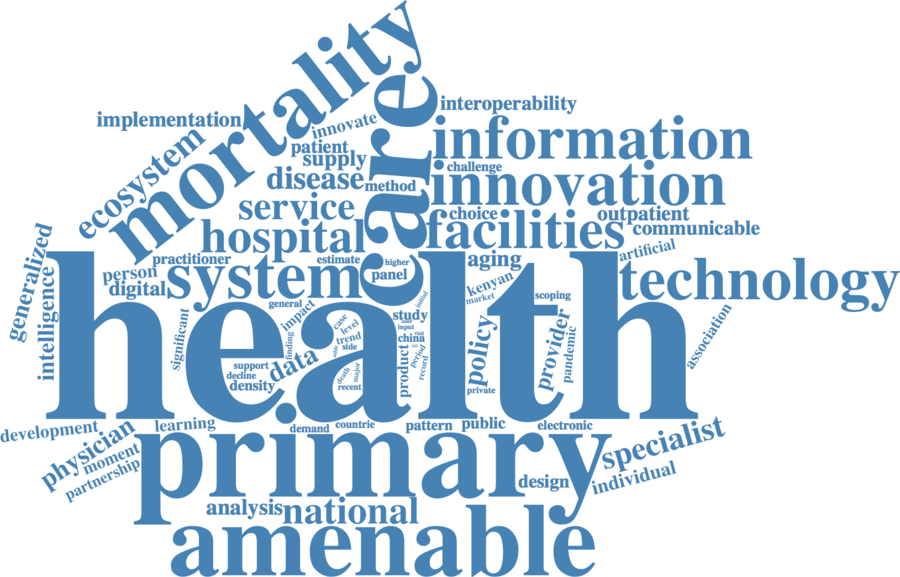 mortality
care
interoperability
implementation
innovate
information
ecosystem
patient
supply
challenge
disease
method
innovation
service
choice
outpatient
hospital
facilities
communicable
generalized
practitioner
estimate
higher
aging
artificial
person
system
panel
kenyan
technology
digital
intelligence
health
general
initial
market
scoping
impact
significant
study
case
level
input
trend
side
china
policy
provider
pandemic
association
finding
data
period
record
product
support
decline
density
death
major
recent
private
development
physician
learning
demand
countrie
pattern
public
electronic
moment
partnership
primary
specialist
design
individual
analysis
national
amenable